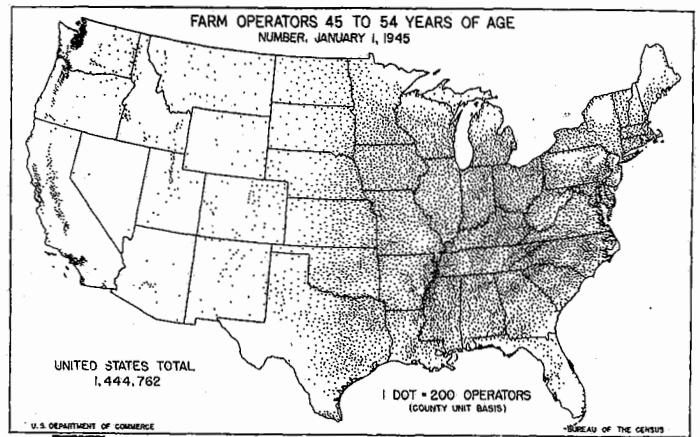 FARM OPERATORS 45 TO 54 YEARS OF AGE
NUMBER, JANUARY 1, 1945
UNITED STATES TOTAL
1,444,762
1 DOT = 200 OPERATORS
(COUNTY UNIT BASIS)
U. S. DEPARTMENT OF COMMERCE
BUREAU OF THE CENSUS